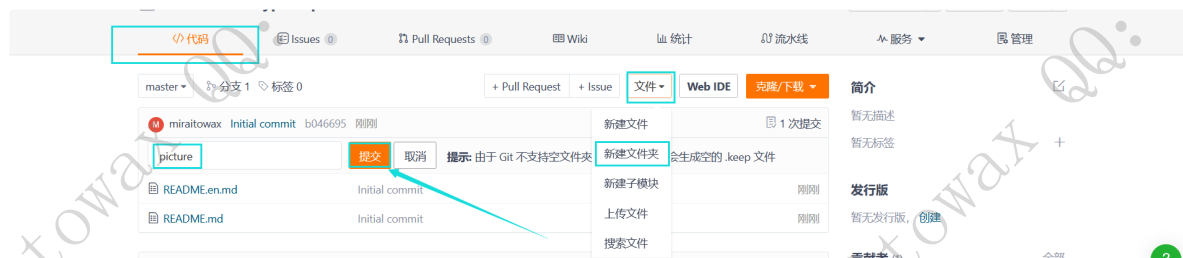 代码 Issues 0 Pull Requests 0 Wiki 统计 流水线 服务 管理
master 分支 1 标签 0 + Pull Request + Issue 文件 Web IDE 克隆/下载 简介
暂无描述
M miraitowax Initial commit b046695 刚刚 新建文件 1 次提交
暂无标签
picture 提交 取消 提示: 由于 Git 不支持空文件夹 新建文件夹 会生成空的 .keep 文件
新建子模块
README.en.md Initial commit 刚刚 发行版
README.md Initial commit 上传文件 刚刚 暂无发行版, 创建
搜索文件
QQ:
QQ:
towax
towax